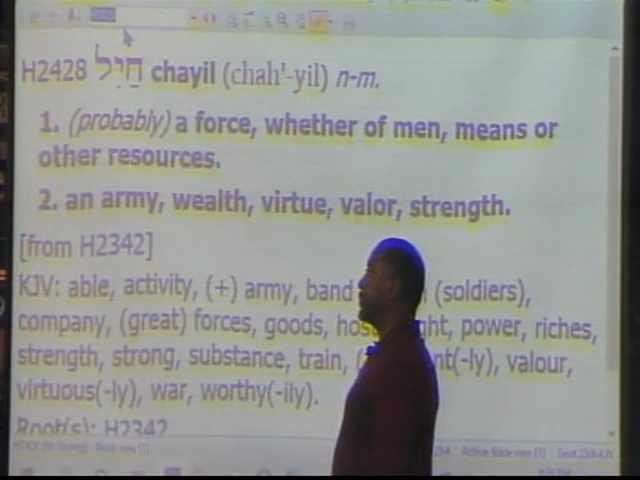 H2428 חַיִל chayil (chah'-yil) n-m.
1. (probably) a force, whether of men, means or
other resources.
2. an army, wealth, virtue, valor, strength.
[from H2342]
KJV: able, activity, (+) army, band (soldiers),
company, (great) forces, goods, power, riches,
strength, strong, substance, train, valour,
virtuous(-ly), war, worthy(-ily).
Root(s): H2342